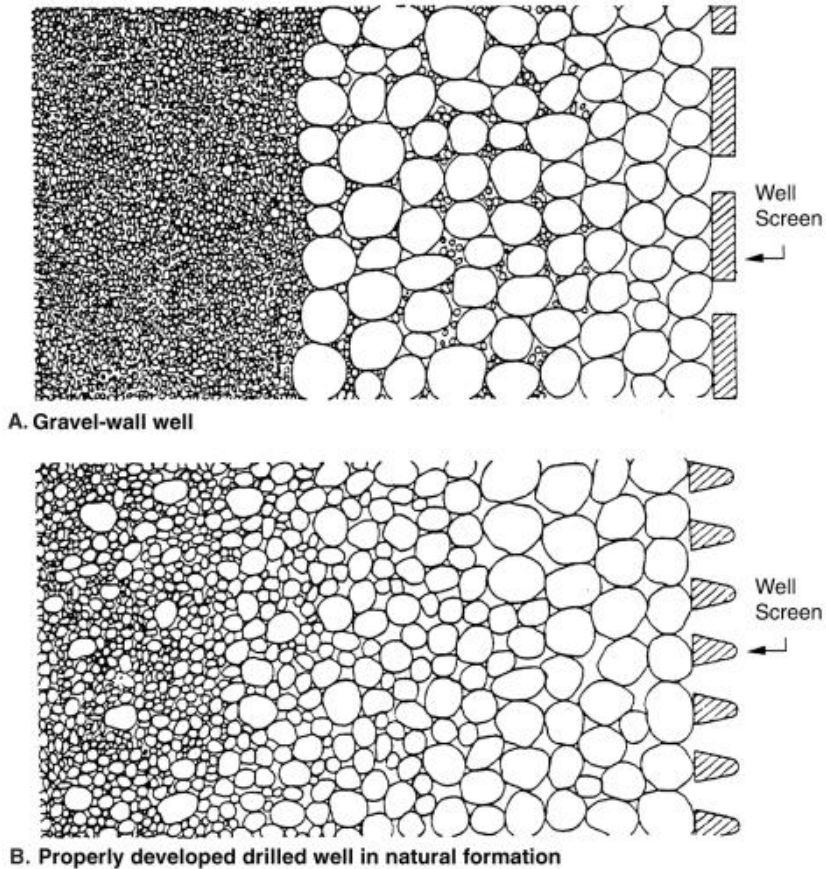 Well
Screen
A. Gravel-wall well
Well
Screen
B. Properly developed drilled well in natural formation